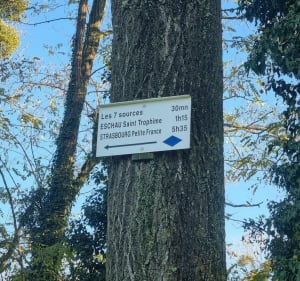 Les 7 sources 30mn
ESCHAU Saint Trophime 1h15
STRASBOURG Petite France 5h35